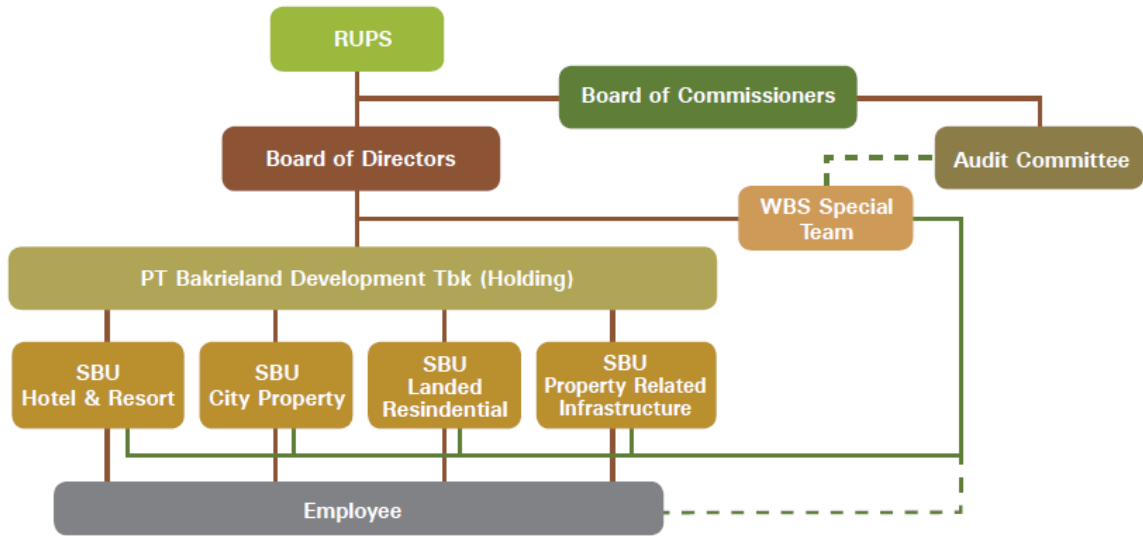 RUPS
Board of Commissioners
Board of Directors
Audit Committee
WBS Special
Team
PT Bakrieland Development Tbk (Holding)
SBU
Hotel & Resort
SBU
City Property
SBU
Landed
Resindential
SBU
Property Related
Infrastructure
Employee